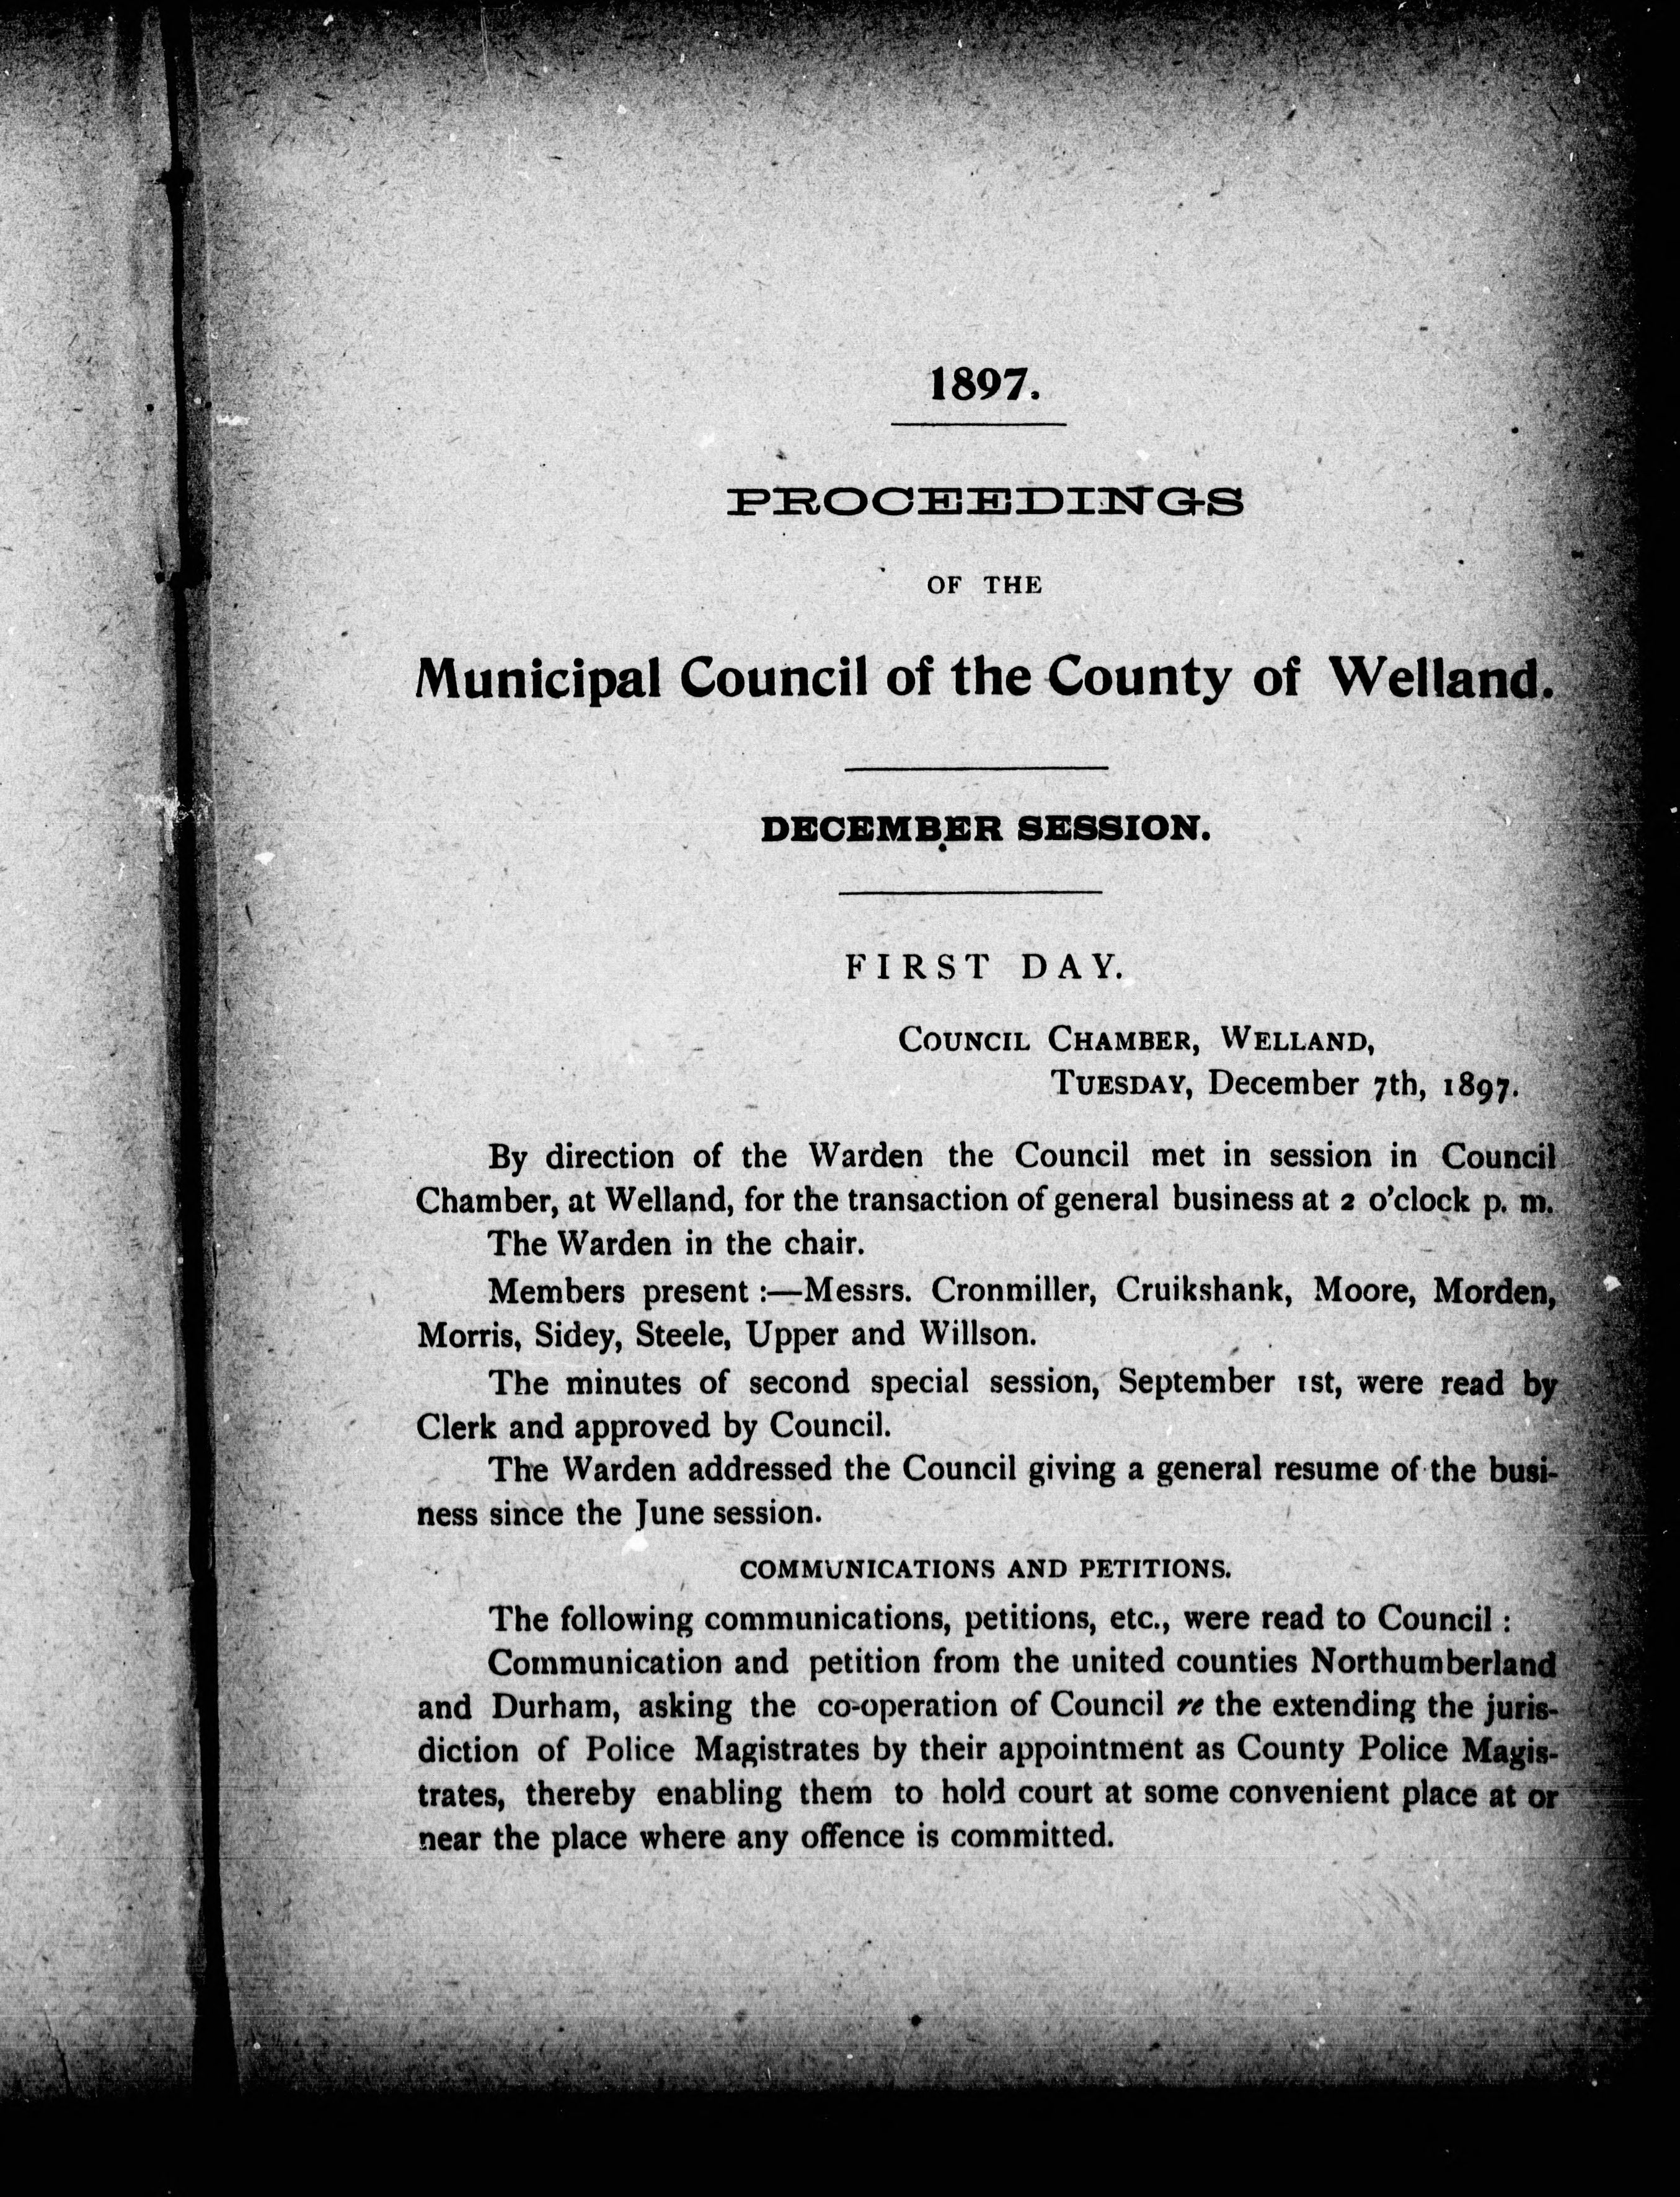 1897.
PROCEEDINGS
OF THE
Municipal Council of the County of Welland.
DECEMBER SESSION.
FIRST DAY.
COUNCIL CHAMBER, WELLAND,
TUESDAY, December 7th, 1897.
By direction of the Warden the Council met in session in Council
Chamber, at Welland, for the transaction of general business at 2 o'clock p. m.
The Warden in the chair.
Members present :—Messrs. Cronmiller, Cruikshank, Moore, Morden,
Morris, Sidey, Steele, Upper and Willson.
The minutes of second special session, September 1st, were read by
Clerk and approved by Council.
The Warden addressed the Council giving a general resume of the busi-
ness since the June session.
COMMUNICATIONS AND PETITIONS.
The following communications, petitions, etc., were read to Council :
Communication and petition from the united counties Northumberland
and Durham, asking the co-operation of Council re the extending the juris-
diction of Police Magistrates by their appointment as County Police Magis-
trates, thereby enabling them to hold court at some convenient place at or
near the place where any offence is committed.